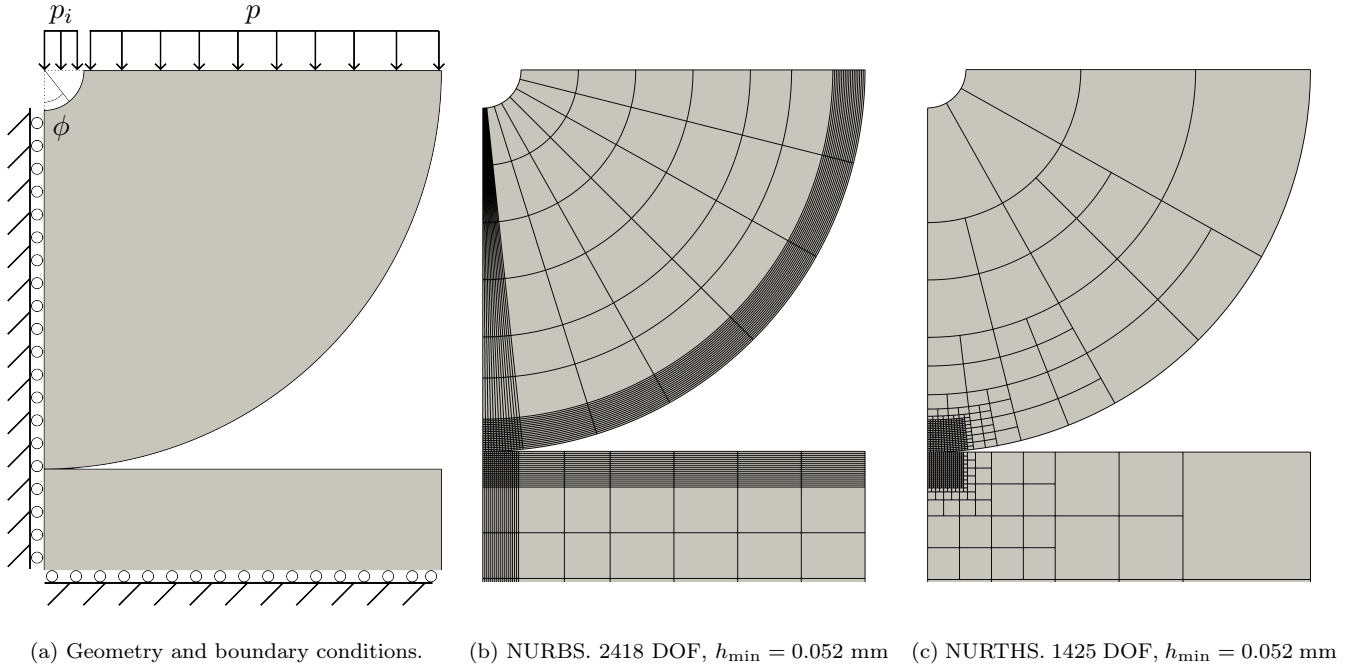 p_i p
ϕ
(a) Geometry and boundary conditions. (b) NURBS. 2418 DOF, h_min = 0.052 mm (c) NURTHS. 1425 DOF, h_min = 0.052 mm